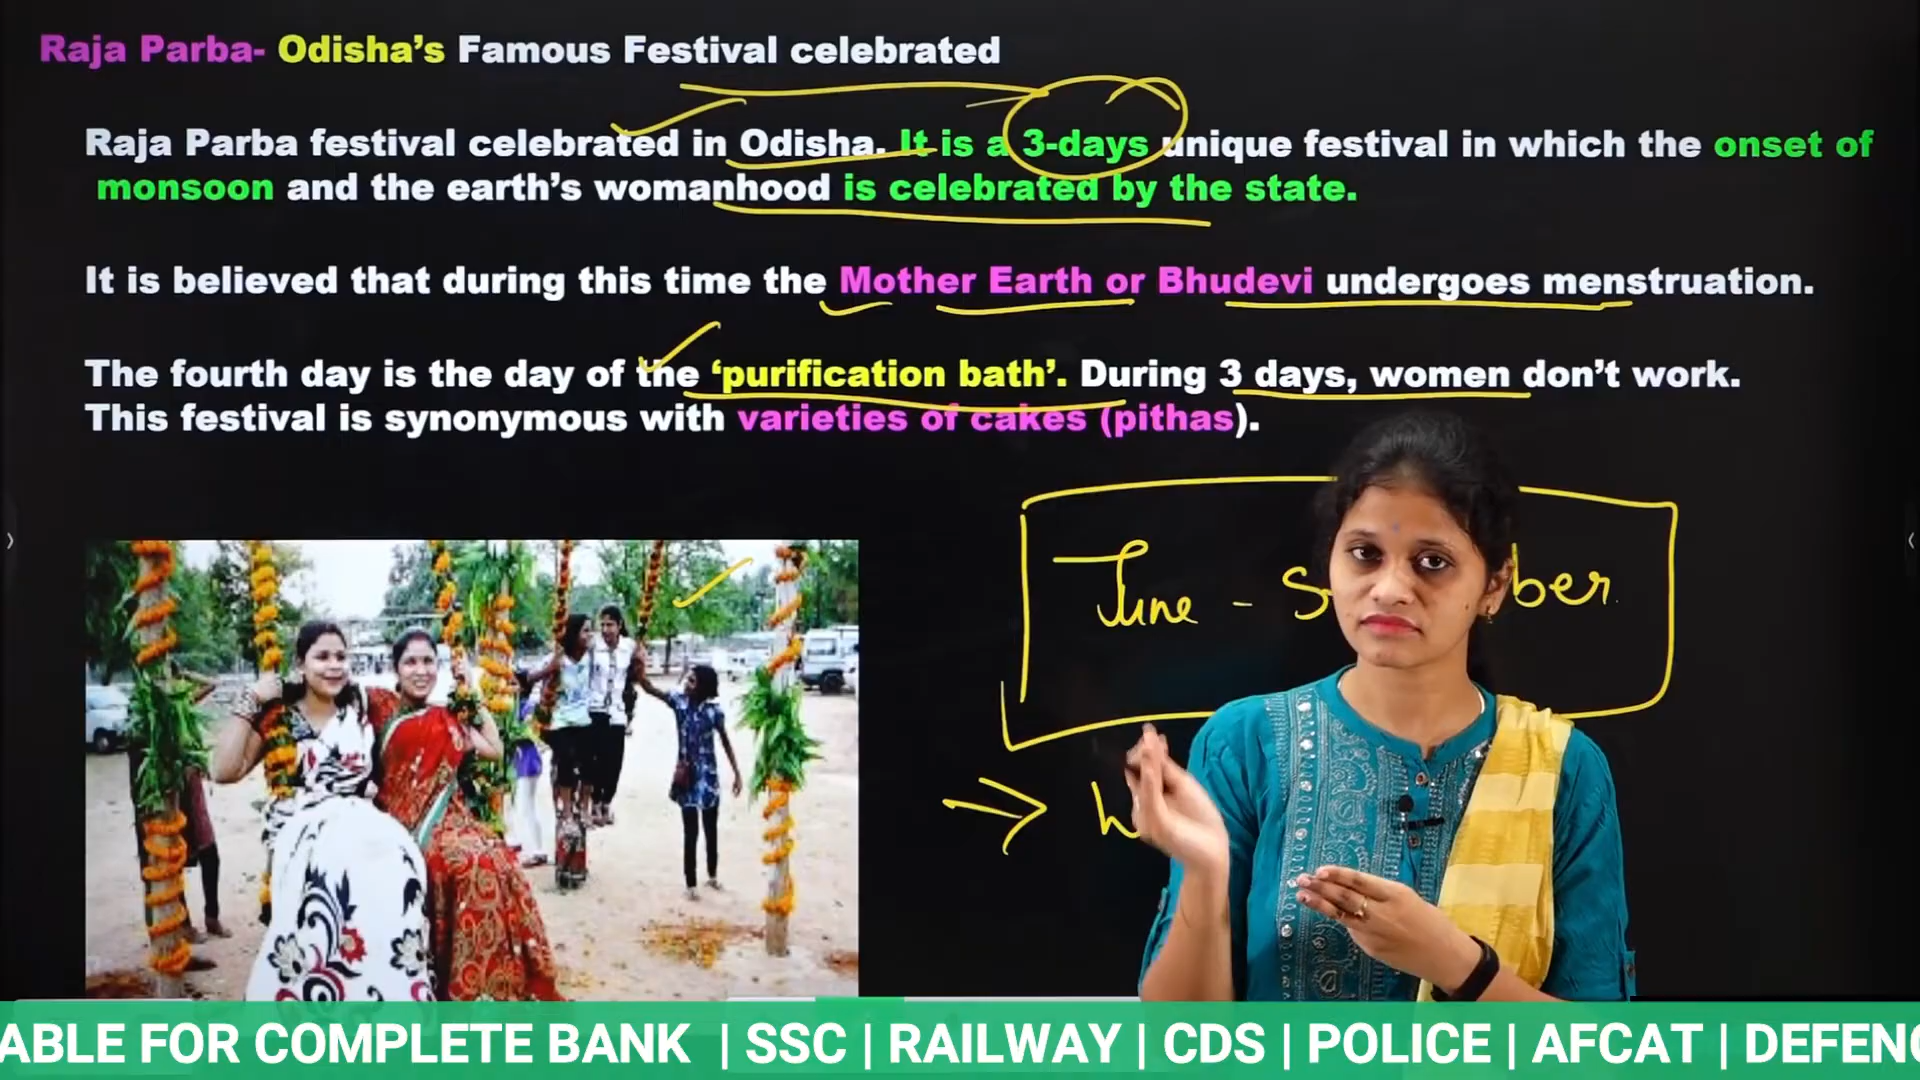 Raja Parba- Odisha’s Famous Festival celebrated
Raja Parba festival celebrated in Odisha. It is a 3-days unique festival in which the onset of
monsoon and the earth’s womanhood is celebrated by the state.
It is believed that during this time the Mother Earth or Bhudevi undergoes menstruation.
The fourth day is the day of the ‘purification bath’. During 3 days, women don’t work.
This festival is synonymous with varieties of cakes (pithas).
June - S ber
ABLE FOR COMPLETE BANK | SSC | RAILWAY | CDS | POLICE | AFCAT | DEFENC